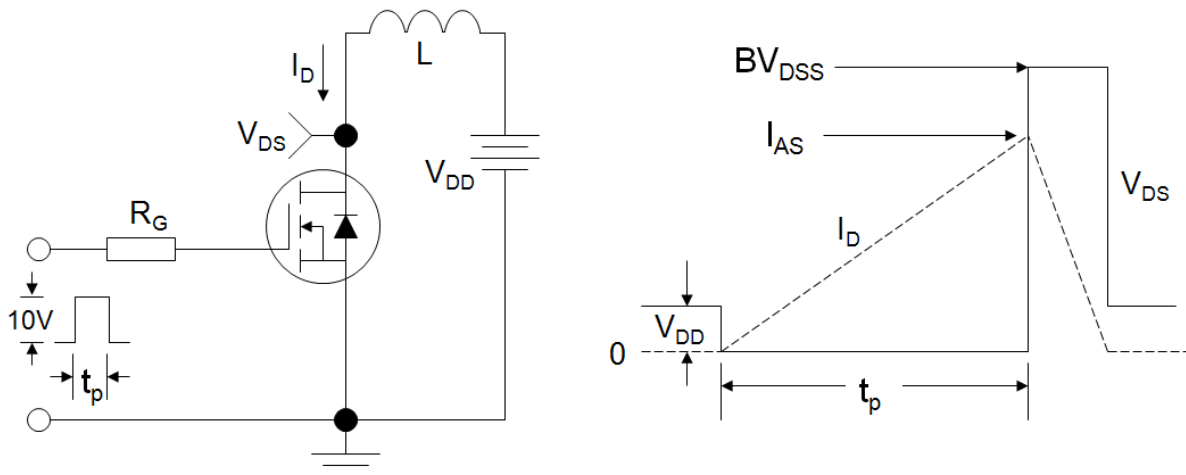 I_D
L
V_DS
V_DD
R_G
10V
t_p
BV_DSS
I_AS
V_DS
I_D
V_DD
0
t_p